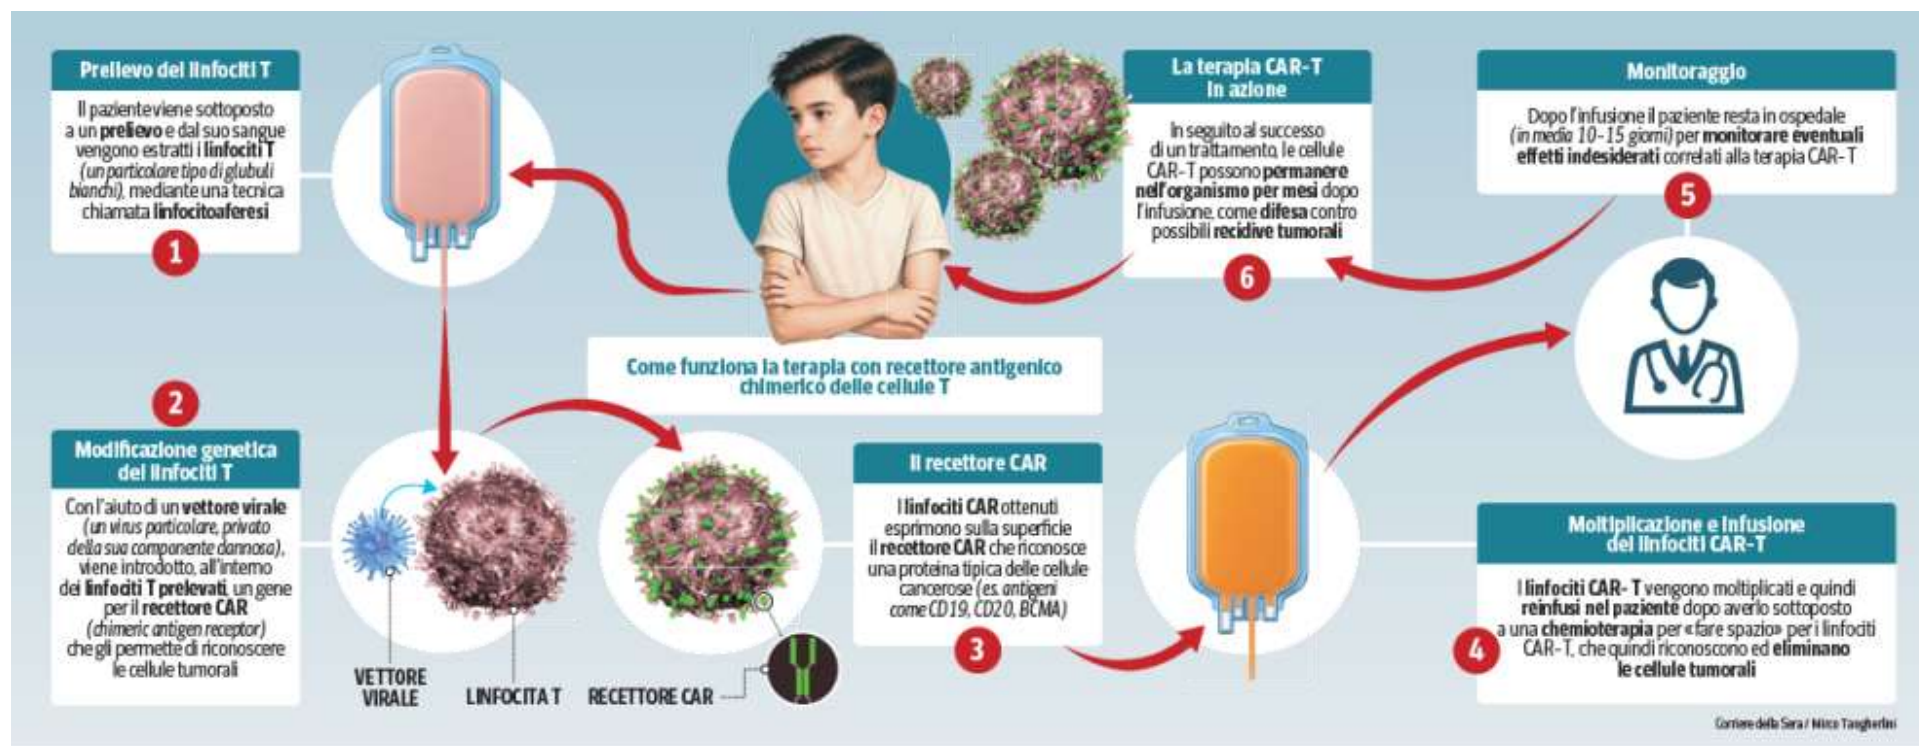 Prelievo dei linfociti T
Il paziente viene sottoposto
a un prelievo e dal suo sangue
vengono estratti i linfociti T
(un particolare tipo di glubuli
bianchi), mediante una tecnica
chiamata linfocitoaferesi
1
2
Modificazione genetica
dei linfociti T
Con l'aiuto di un vettore virale
(un virus particolare, privato
della sua componente dannosa),
viene introdotto, all'interno
dei linfociti T prelevati, un gene
per il recettore CAR
(chimeric antigen receptor)
che gli permette di riconoscere
le cellule tumorali
VETTORE
VIRALE
LINFOCITA T
RECETTORE CAR
Come funziona la terapia con recettore antigenico
chimerico delle cellule T
Il recettore CAR
I linfociti CAR ottenuti
esprimono sulla superficie
il recettore CAR che riconosce
una proteina tipica delle cellule
cancerose (es. antigeni
come CD19, CD20, BCMA)
3
Moltiplicazione e infusione
dei linfociti CAR-T
I linfociti CAR- T vengono moltiplicati e quindi
reinfusi nel paziente dopo averlo sottoposto
a una chemioterapia per «fare spazio» per i linfociti
CAR-T, che quindi riconoscono ed eliminano
le cellule tumorali
4
Monitoraggio
Dopo l'infusione il paziente resta in ospedale
(in media 10-15 giorni) per monitorare eventuali
effetti indesiderati correlati alla terapia CAR-T
5
La terapia CAR-T
in azione
In seguito al successo
di un trattamento, le cellule
CAR-T possono permanere
nell'organismo per mesi dopo
l'infusione, come difesa contro
possibili recidive tumorali
6
Corriere della Sera / Mirco Tangherlini